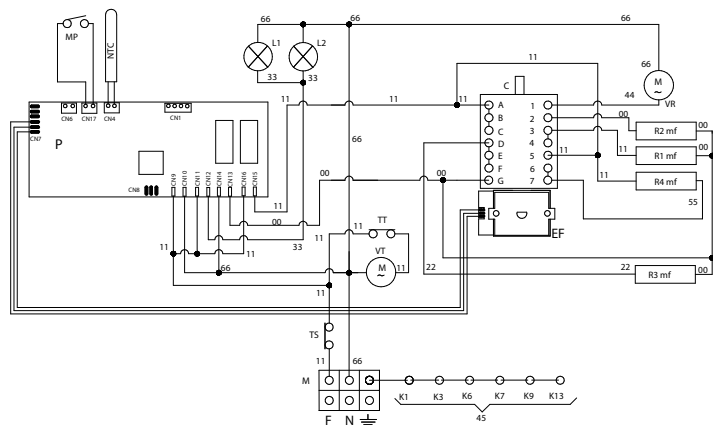 66 66
MP NTC L1 L2
11 66
33 33 C 44 M VR
11 11 11 A 1 00
CN6 CN17 CN4 CN1 B 2 R2 mf 00
CN7 P C 3
66 D 4 11 R1 mf 00
E 5 11
F 6 11 R4 mf
CN8 CN9 CN10 CN11 CN12 CN14 CN13 CN16 CN15 00 00 G 7
55
11
00 11 TT EF
11 33
11 11 VT
66 M 11 22 22 R3 mf 00
11
TS
11 66
M
K1 K3 K6 K7 K9 K13
F N 45